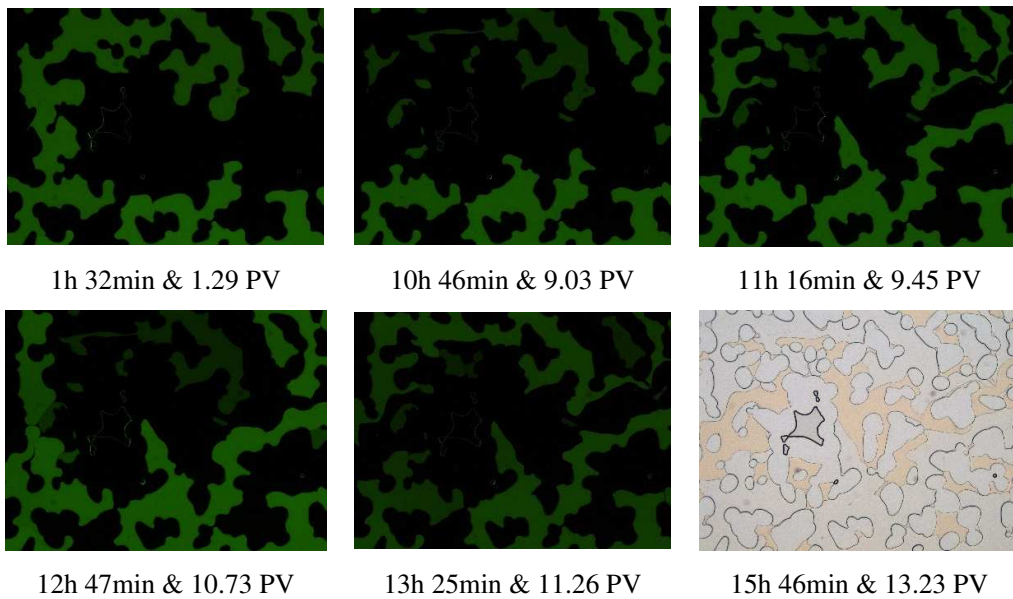 1h 32min & 1.29 PV
10h 46min & 9.03 PV
11h 16min & 9.45 PV
12h 47min & 10.73 PV
13h 25min & 11.26 PV
15h 46min & 13.23 PV